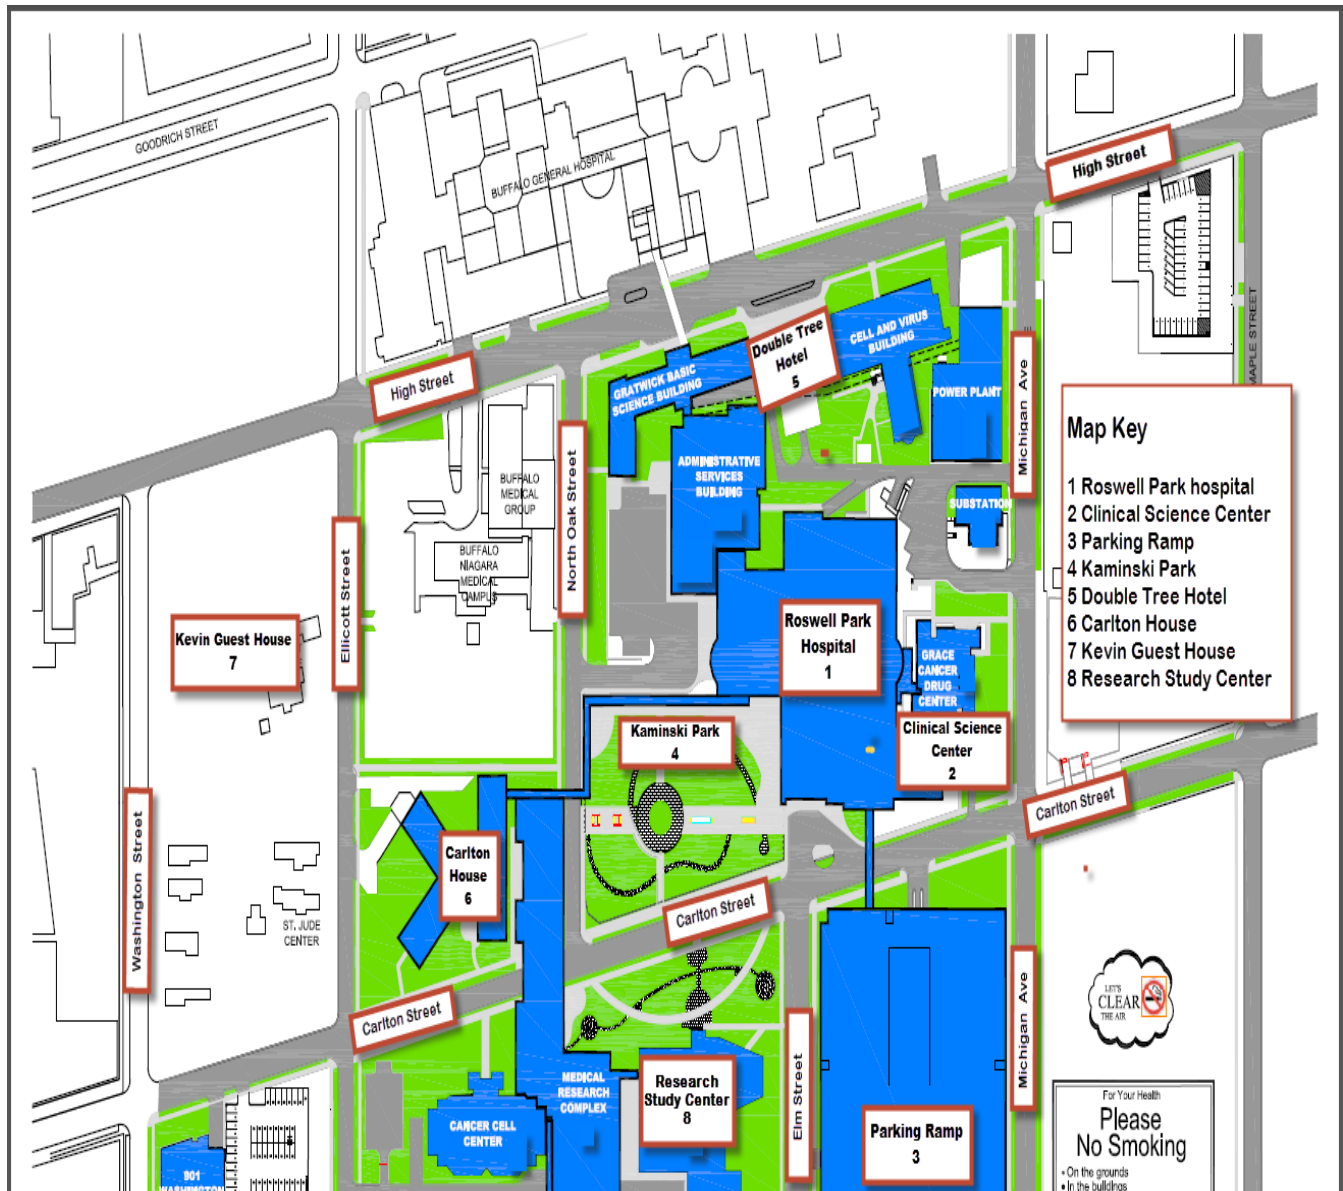 GOODRICH STREET
BUFFALO GENERAL HOSPITAL
High Street
High Street
Double Tree
Hotel
5
CELL AND VIRUS
BUILDING
GRATWICK BASIC
SCIENCE BUILDING
POWER PLANT
Michigan Ave
MAPLE STREET
Map Key
1 Roswell Park hospital
2 Clinical Science Center
3 Parking Ramp
4 Kaminski Park
5 Double Tree Hotel
6 Carlton House
7 Kevin Guest House
8 Research Study Center
BUFFALO
MEDICAL
GROUP
North Oak Street
ADMINISTRATIVE
SERVICES
BUILDING
SUBSTATION
BUFFALO
NIAGARA
MEDICAL
CAMPUS
Ellicott Street
Kevin Guest House
7
Roswell Park
Hospital
1
GRACE
CANCER
DRUG
CENTER
Kaminski Park
4
Clinical Science
Center
2
Carlton Street
Washington Street
Carlton
House
6
ST. JUDE
CENTER
Carlton Street
Carlton Street
LET'S
CLEAR
THE AIR
Michigan Ave
Elm Street
MEDICAL
RESEARCH
COMPLEX
Research
Study Center
8
CANCER CELL
CENTER
Parking Ramp
3
For Your Health
Please
No Smoking
• On the grounds
• In the buildings
901
WASHINGTON